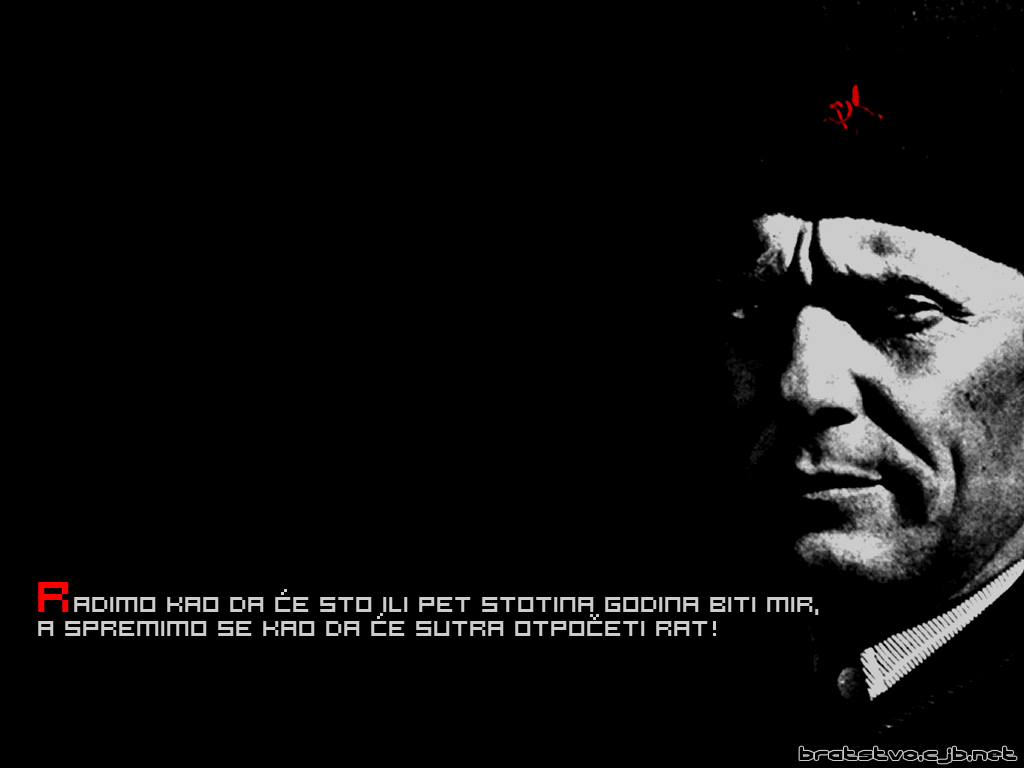 RADIMO KAO DA ĆE STO ILI PET STOTINA GODINA BITI MIR,
A SPREMIMO SE KAO DA ĆE SUTRA OTPOČETI RAT!
bratstvo.cjb.net